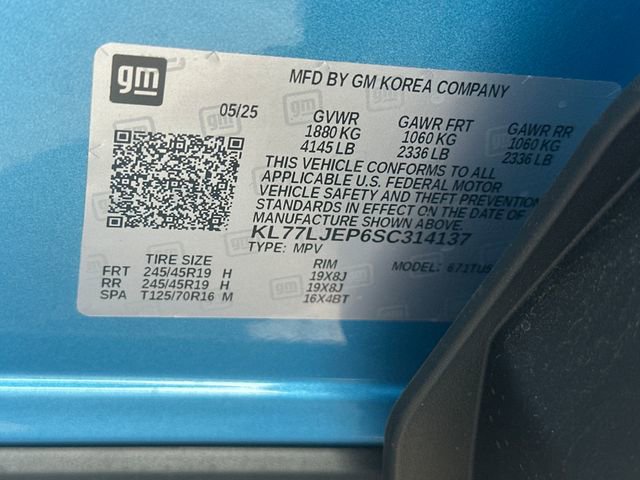 gm
MFD BY GM KOREA COMPANY
05/25
GVWR GAWR FRT GAWR RR
1880 KG 1060 KG 1060 KG
4145 LB 2336 LB 2336 LB
THIS VEHICLE CONFORMS TO ALL
APPLICABLE U.S. FEDERAL MOTOR
VEHICLE SAFETY AND THEFT PREVENTION
STANDARDS IN EFFECT ON THE DATE OF
MANUFACTURE SHOWN ABOVE.
KL77LJEP6SC314137
TYPE: MPV
MODEL: 671TUS
TIRE SIZE RIM
FRT 245/45R19 H 19X8J
RR 245/45R19 H 19X8J
SPA T125/70R16 M 16X4BT